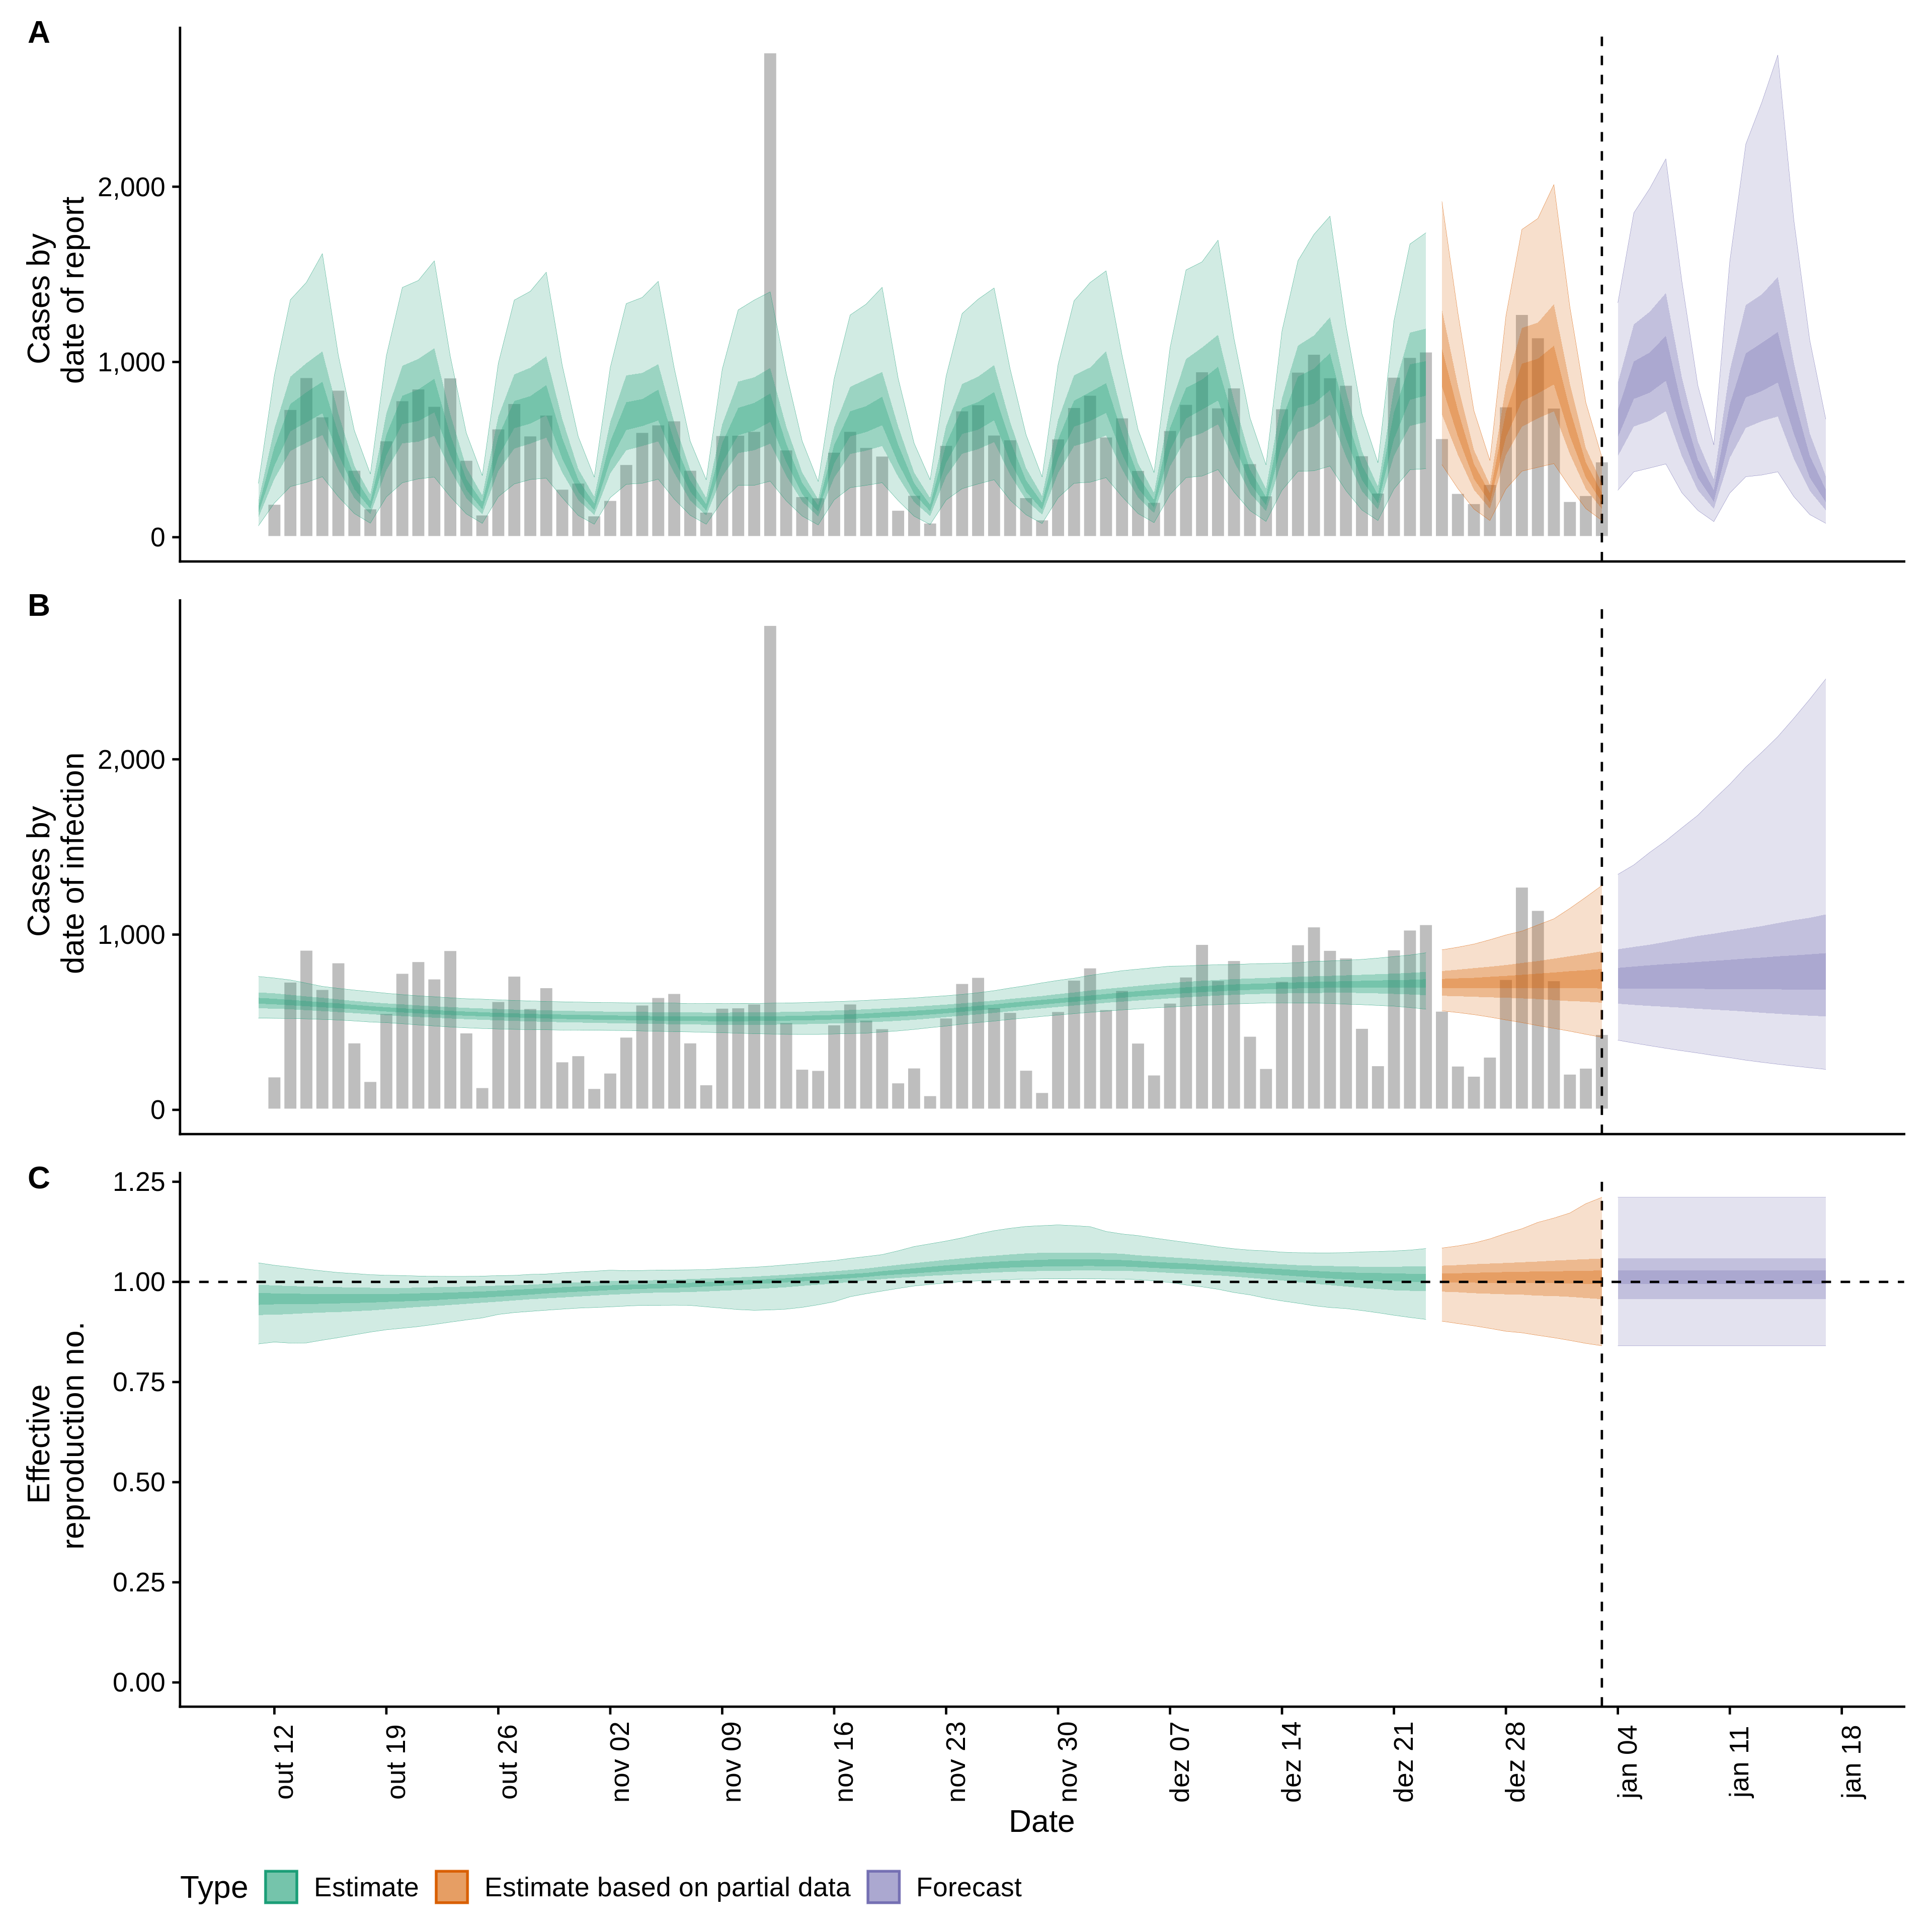 A
Cases by
date of report
2,000
1,000
0
B
Cases by
date of infection
2,000
1,000
0
C
Effective
reproduction no.
1.25
1.00
0.75
0.50
0.25
0.00
out 12
out 19
out 26
nov 02
nov 09
nov 16
nov 23
nov 30
dez 07
dez 14
dez 21
dez 28
jan 04
jan 11
jan 18
Date
Type Estimate Estimate based on partial data Forecast